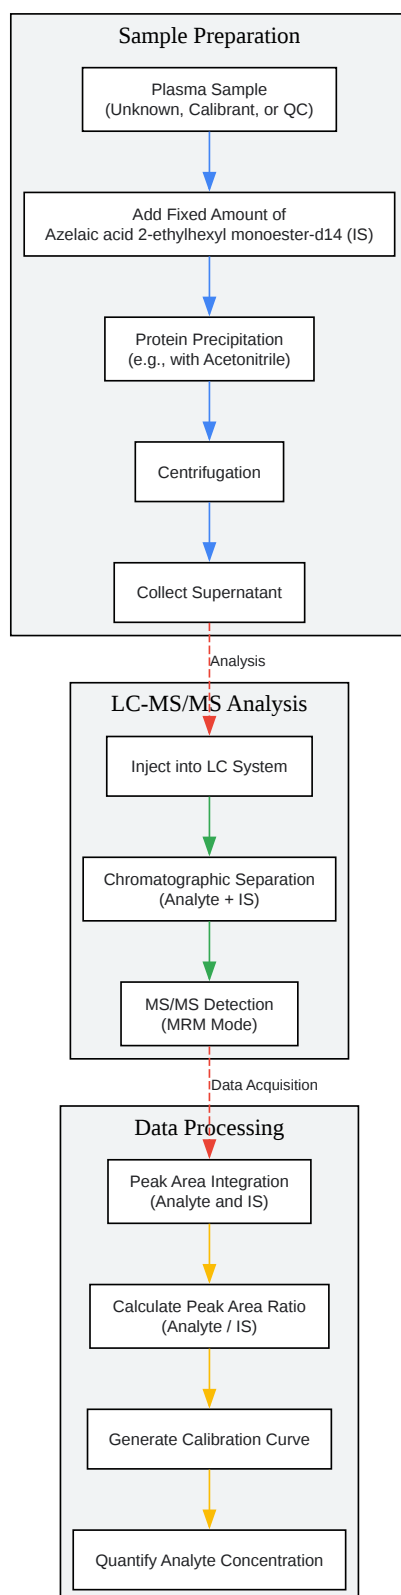 Sample Preparation
Plasma Sample
(Unknown, Calibrant, or QC)
Add Fixed Amount of
Azelaic acid 2-ethylhexyl monoester-d14 (IS)
Protein Precipitation
(e.g., with Acetonitrile)
Centrifugation
Collect Supernatant
Analysis
LC-MS/MS Analysis
Inject into LC System
Chromatographic Separation
(Analyte + IS)
MS/MS Detection
(MRM Mode)
Data Acquisition
Data Processing
Peak Area Integration
(Analyte and IS)
Calculate Peak Area Ratio
(Analyte / IS)
Generate Calibration Curve
Quantify Analyte Concentration